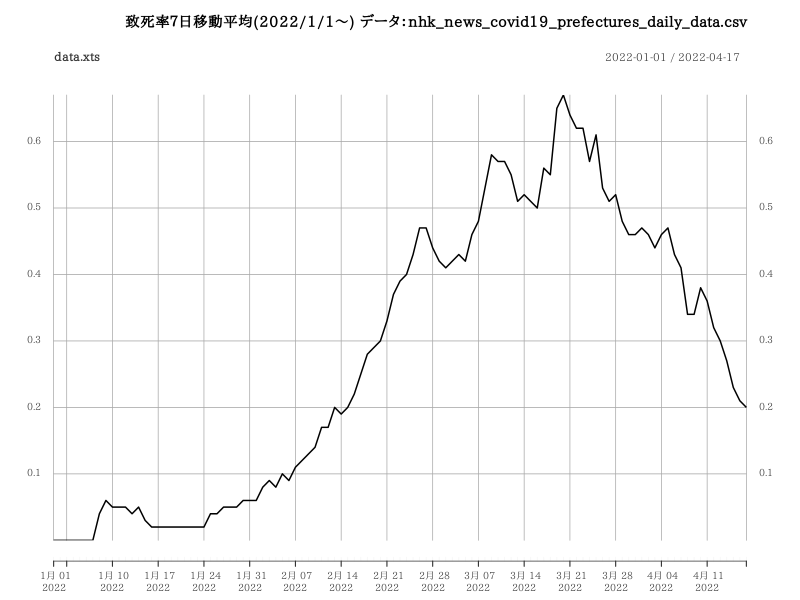 致死率7日移動平均(2022/1/1～) データ:nhk_news_covid19_prefectures_daily_data.csv
data.xts 2022-01-01 / 2022-04-17
0.6 0.6
0.5 0.5
0.4 0.4
0.3 0.3
0.2 0.2
0.1 0.1
1月 01 1月 10 1月 17 1月 24 1月 31 2月 07 2月 14 2月 21 2月 28 3月 07 3月 14 3月 21 3月 28 4月 04 4月 11
2022 2022 2022 2022 2022 2022 2022 2022 2022 2022 2022 2022 2022 2022 2022